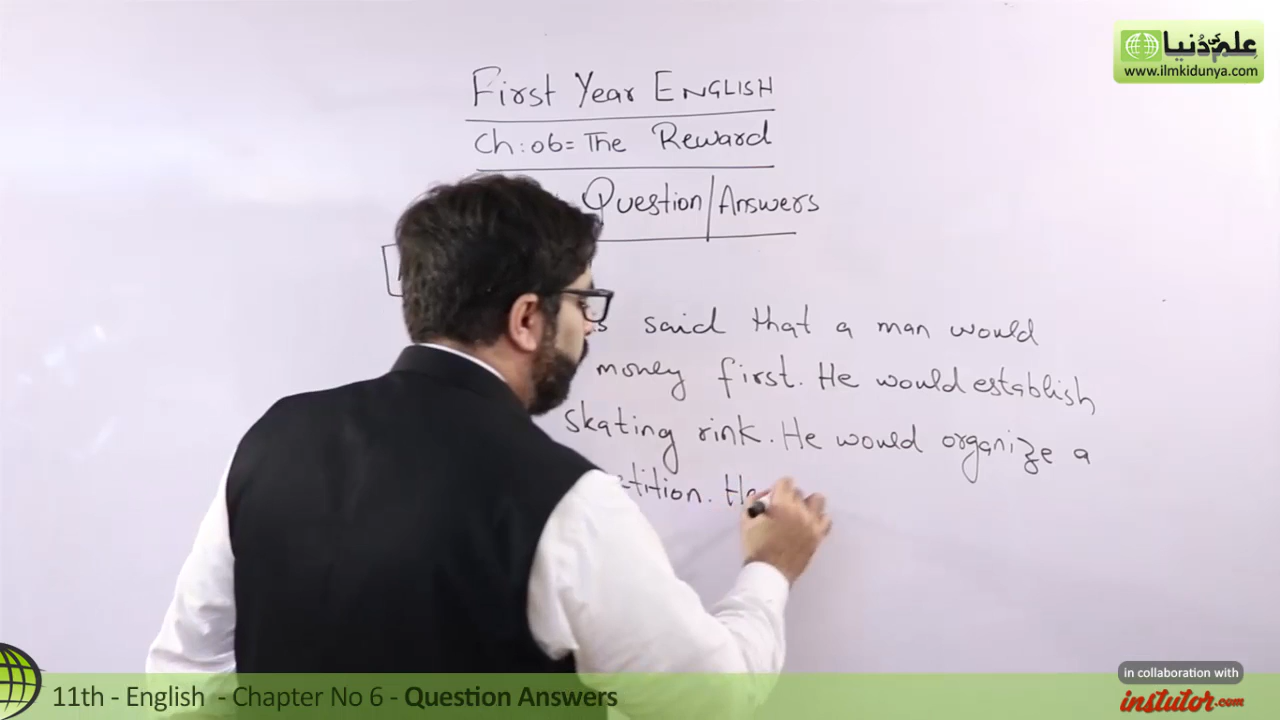 علم کی دُنیا
www.ilmkidunya.com
First Year ENGLISH
Ch:06= The Reward
Question/Answers
said that a man would
money first. He would establish
skating rink. He would organize a
He
in collaboration with
instutor.com
11th - English - Chapter No 6 - Question Answers